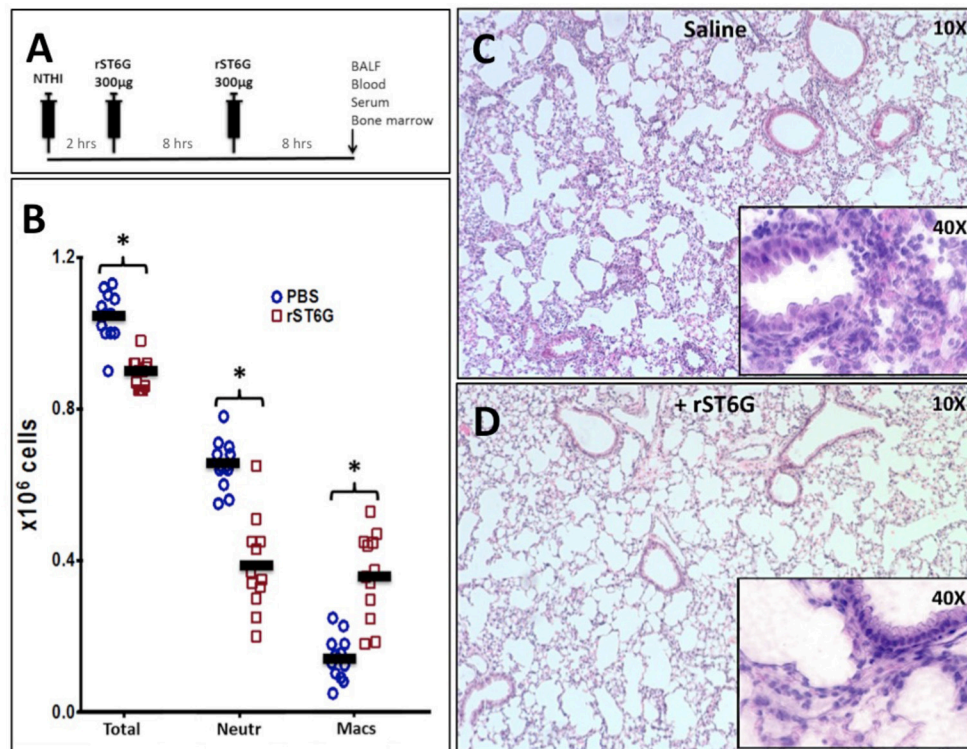 A
NTHI
rST6G
300µg
rST6G
300µg
BALF
Blood
Serum
Bone marrow
2 hrs
8 hrs
8 hrs
B
x10⁶ cells
1.2
0.8
0.4
0.0
*
*
*
PBS
rST6G
Total
Neutr
Macs
C
Saline
10X
40X
D
+ rST6G
10X
40X